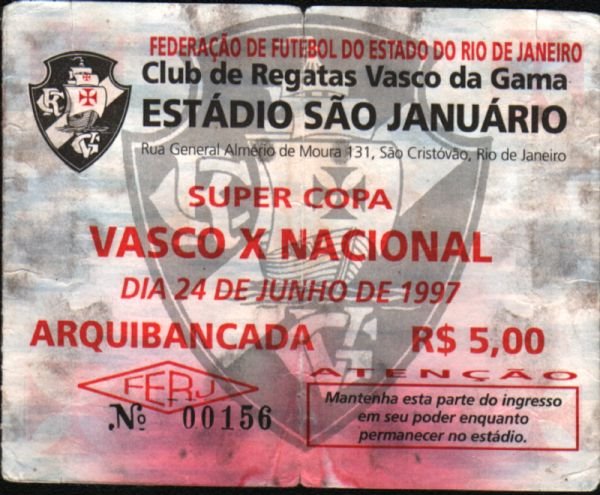 FEDERAÇÃO DE FUTEBOL DO ESTADO DO RIO DE JANEIRO
Club de Regatas Vasco da Gama
ESTÁDIO SÃO JANUÁRIO
Rua General Almério de Moura 131, São Cristóvão, Rio de Janeiro
SUPER COPA
VASCO X NACIONAL
DIA 24 DE JUNHO DE 1997
ARQUIBANCADA R$ 5,00
FERJ
.Nº 00156
ATENÇÃO
Mantenha esta parte do ingresso
em seu poder enquanto
permanecer no estádio.